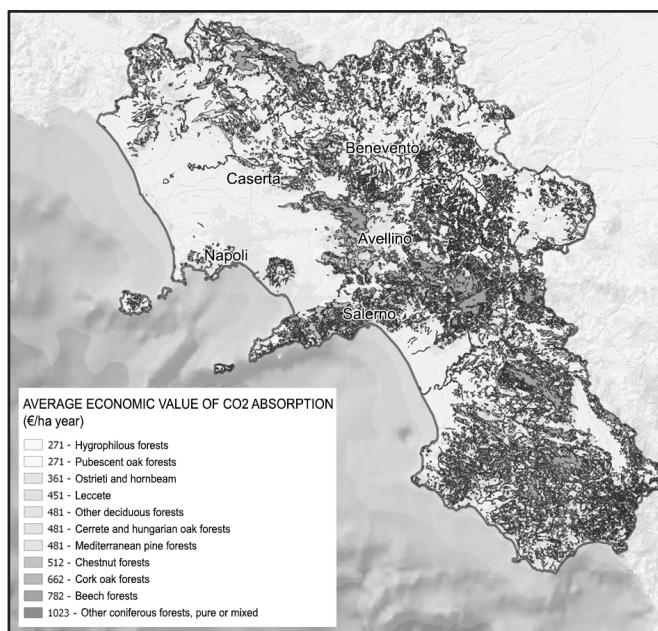 Benevento
Caserta
Avellino
Napoli
Salerno
AVERAGE ECONOMIC VALUE OF CO2 ABSORPTION
(€/ha year)
271 - Hygrophilous forests
271 - Pubescent oak forests
361 - Ostrieti and hornbeam
451 - Leccete
481 - Other deciduous forests
481 - Cerrete and hungarian oak forests
481 - Mediterranean pine forests
512 - Chestnut forests
662 - Cork oak forests
782 - Beech forests
1023 - Other coniferous forests, pure or mixed